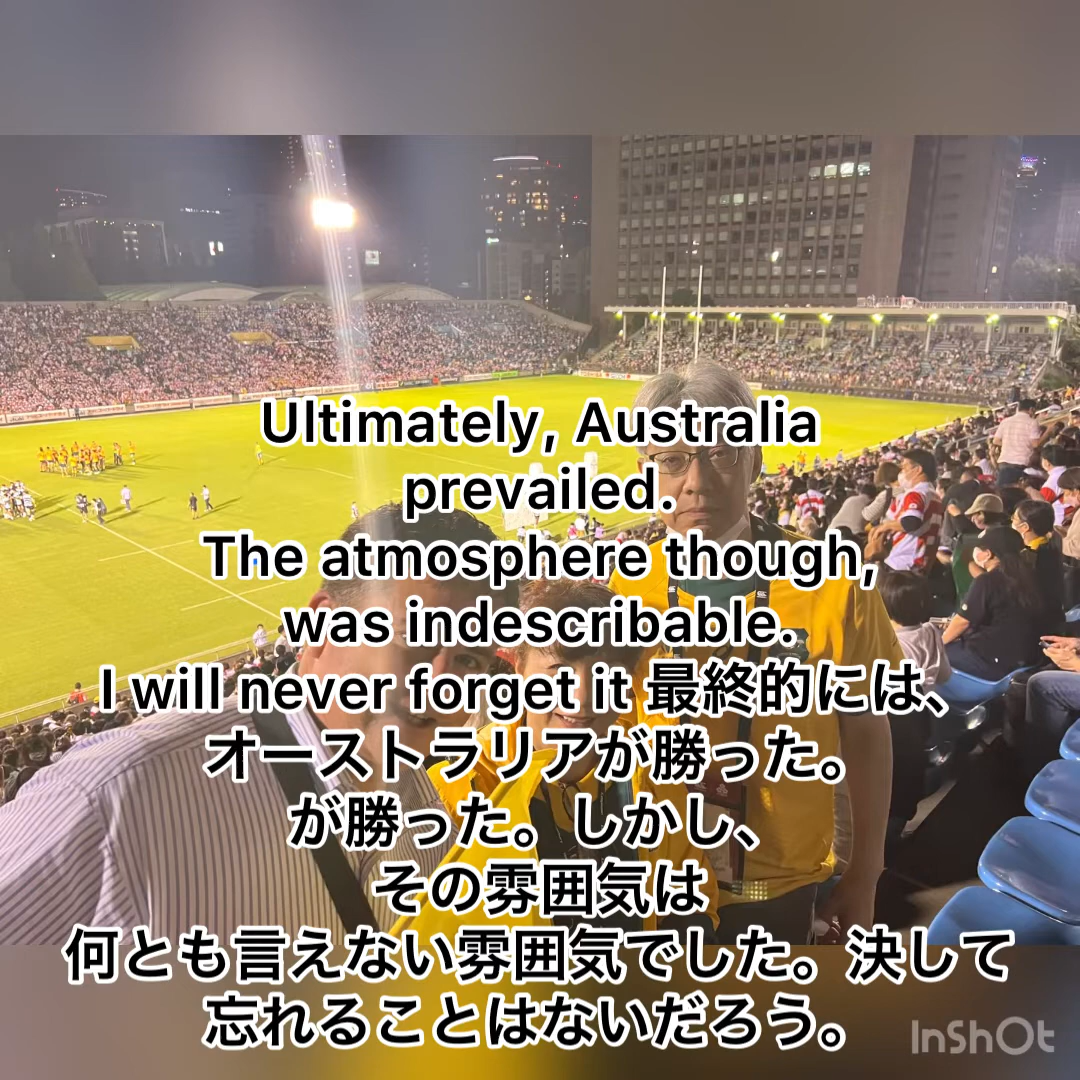 Ultimately, Australia
prevailed.
The atmosphere though,
was indescribable.
I will never forget it 最終的には、
オーストラリアが勝った。
が勝った。しかし、
その雰囲気は
何とも言えない雰囲気でした。決して
忘れることはないだろう。
InShOt